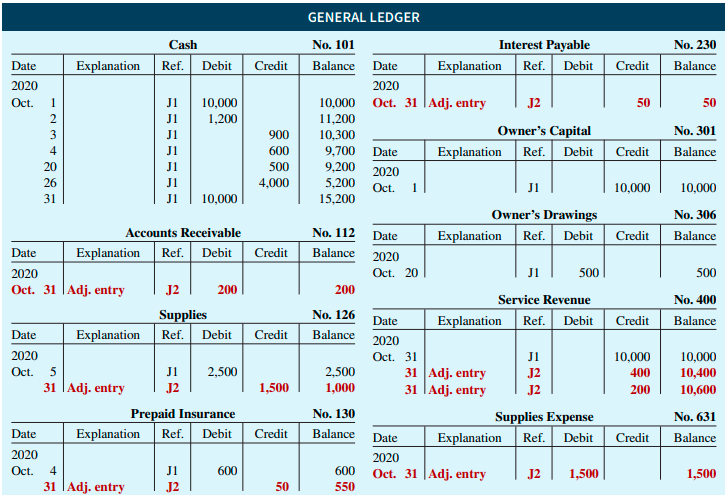 GENERAL LEDGER
Cash No. 101
Date Explanation Ref. Debit Credit Balance
2020
Oct. 1 J1 10,000 10,000
2 J1 1,200 11,200
3 J1 900 10,300
4 J1 600 9,700
20 J1 500 9,200
26 J1 4,000 5,200
31 J1 10,000 15,200
Accounts Receivable No. 112
Date Explanation Ref. Debit Credit Balance
2020
Oct. 31 Adj. entry J2 200 200
Supplies No. 126
Date Explanation Ref. Debit Credit Balance
2020
Oct. 5 J1 2,500 2,500
31 Adj. entry J2 1,500 1,000
Prepaid Insurance No. 130
Date Explanation Ref. Debit Credit Balance
2020
Oct. 4 J1 600 600
31 Adj. entry J2 50 550
Interest Payable No. 230
Date Explanation Ref. Debit Credit Balance
2020
Oct. 31 Adj. entry J2 50 50
Owner's Capital No. 301
Date Explanation Ref. Debit Credit Balance
2020
Oct. 1 J1 10,000 10,000
Owner's Drawings No. 306
Date Explanation Ref. Debit Credit Balance
2020
Oct. 20 J1 500 500
Service Revenue No. 400
Date Explanation Ref. Debit Credit Balance
2020
Oct. 31 J1 10,000 10,000
31 Adj. entry J2 400 10,400
31 Adj. entry J2 200 10,600
Supplies Expense No. 631
Date Explanation Ref. Debit Credit Balance
2020
Oct. 31 Adj. entry J2 1,500 1,500